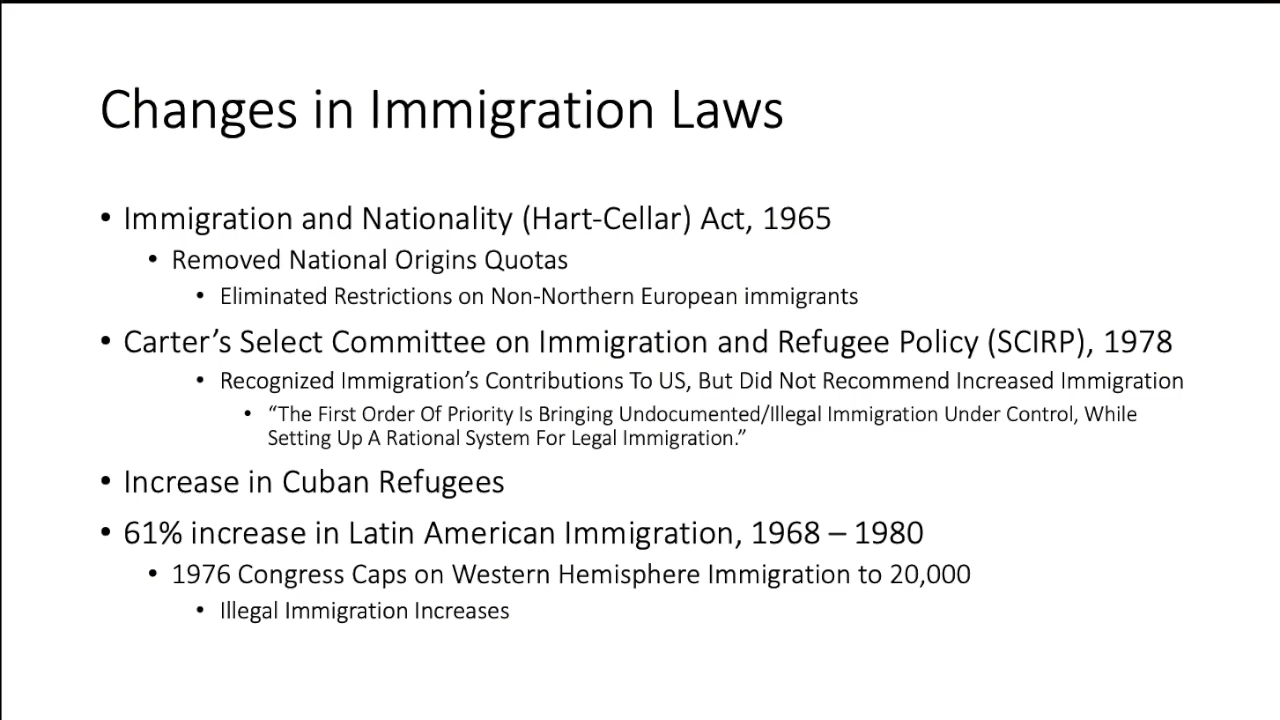 Changes in Immigration Laws
• Immigration and Nationality (Hart-Cellar) Act, 1965
• Removed National Origins Quotas
• Eliminated Restrictions on Non-Northern European immigrants
• Carter’s Select Committee on Immigration and Refugee Policy (SCIRP), 1978
• Recognized Immigration’s Contributions To US, But Did Not Recommend Increased Immigration
• “The First Order Of Priority Is Bringing Undocumented/Illegal Immigration Under Control, While
Setting Up A Rational System For Legal Immigration.”
• Increase in Cuban Refugees
• 61% increase in Latin American Immigration, 1968 – 1980
• 1976 Congress Caps on Western Hemisphere Immigration to 20,000
• Illegal Immigration Increases